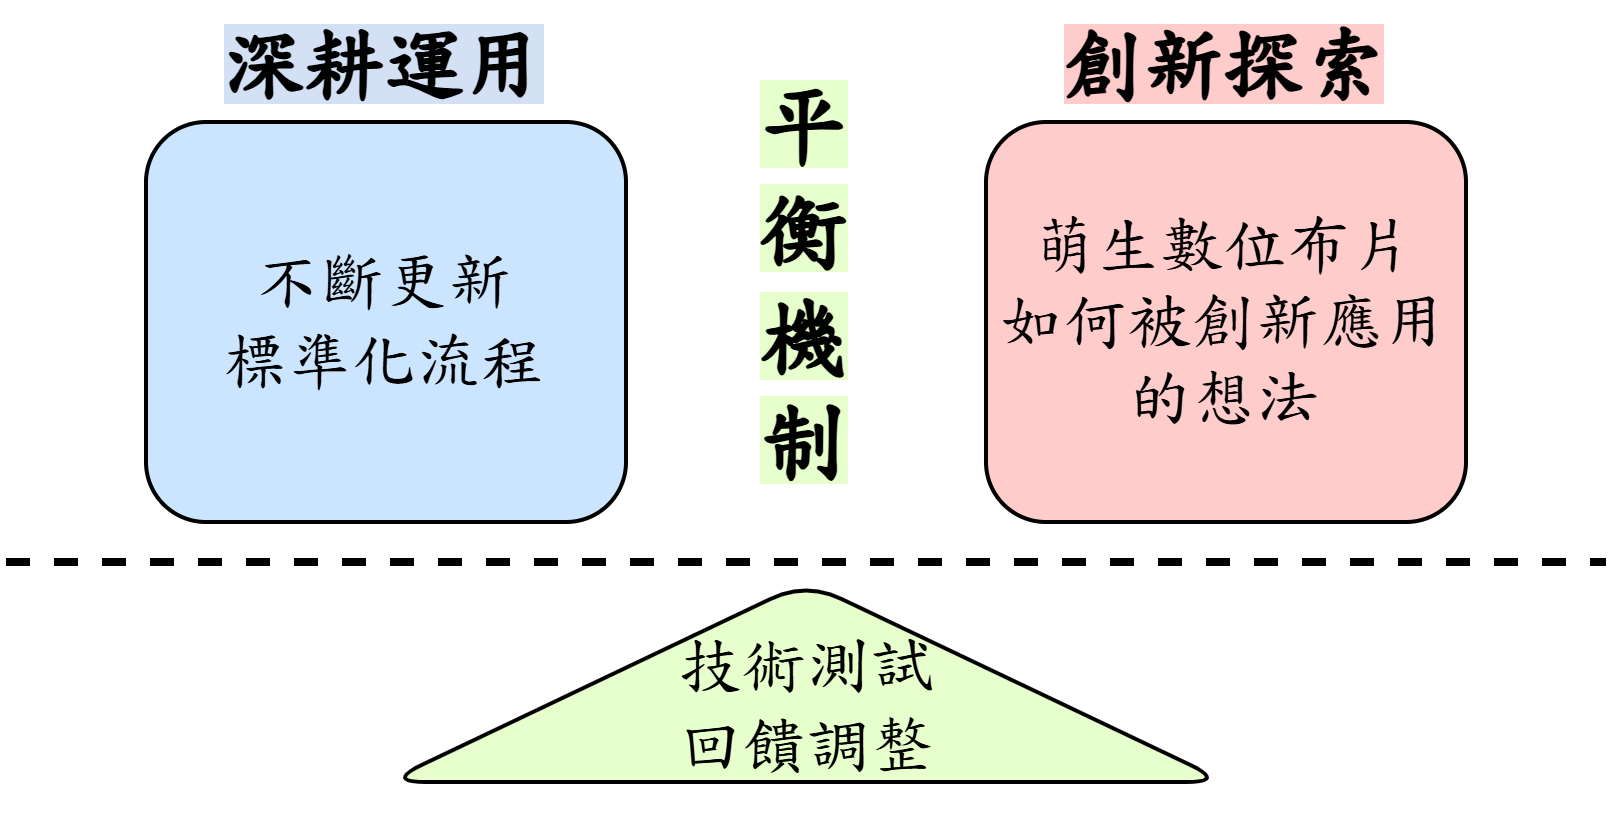 深耕運用
不斷更新
標準化流程
平
衡
機
制
創新探索
萌生數位布片
如何被創新應用
的想法
技術測試
回饋調整